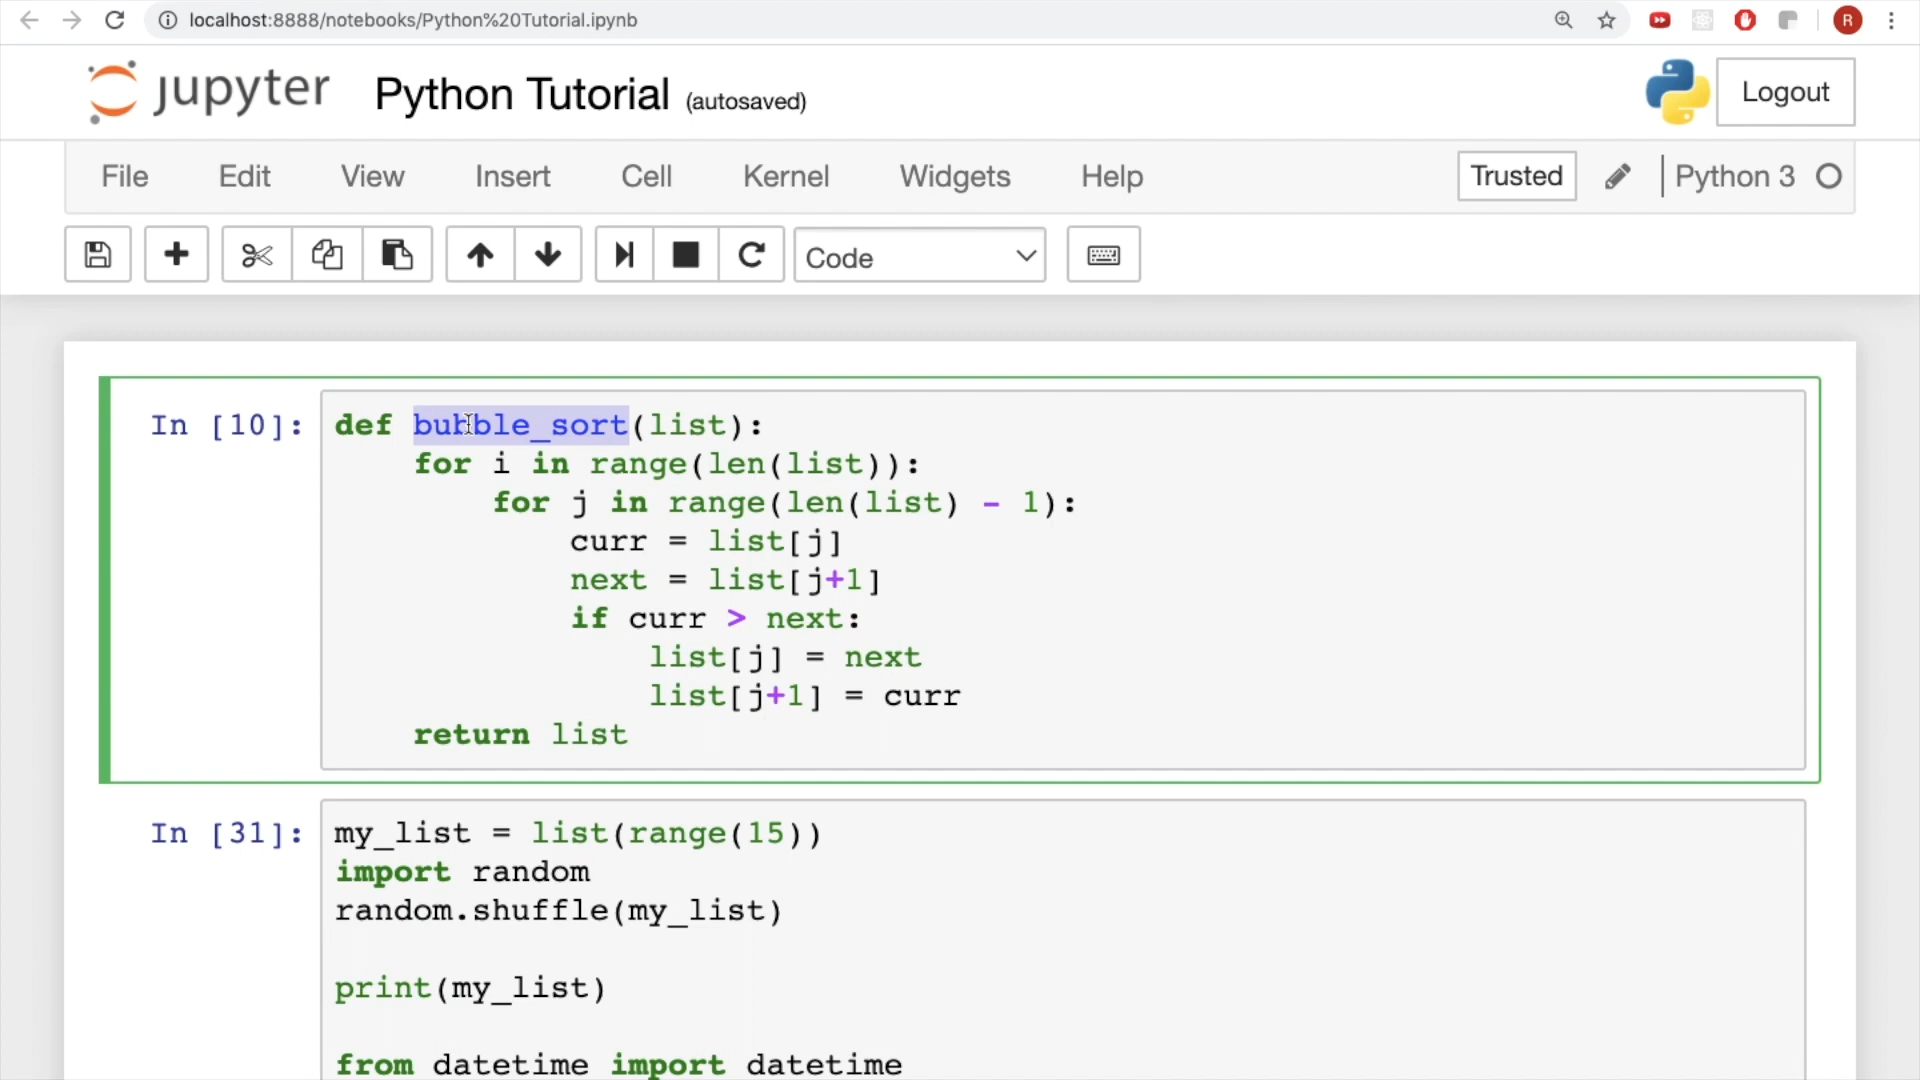 localhost:8888/notebooks/Python%20Tutorial.ipynb
R
jupyter Python Tutorial (autosaved)
Logout
File Edit View Insert Cell Kernel Widgets Help
Trusted
Python 3
Code
In [10]:
def bubble_sort(list):
    for i in range(len(list)):
        for j in range(len(list) - 1):
            curr = list[j]
            next = list[j+1]
            if curr > next:
                list[j] = next
                list[j+1] = curr
    return list
In [31]:
my_list = list(range(15))
import random
random.shuffle(my_list)
print(my_list)
from datetime import datetime